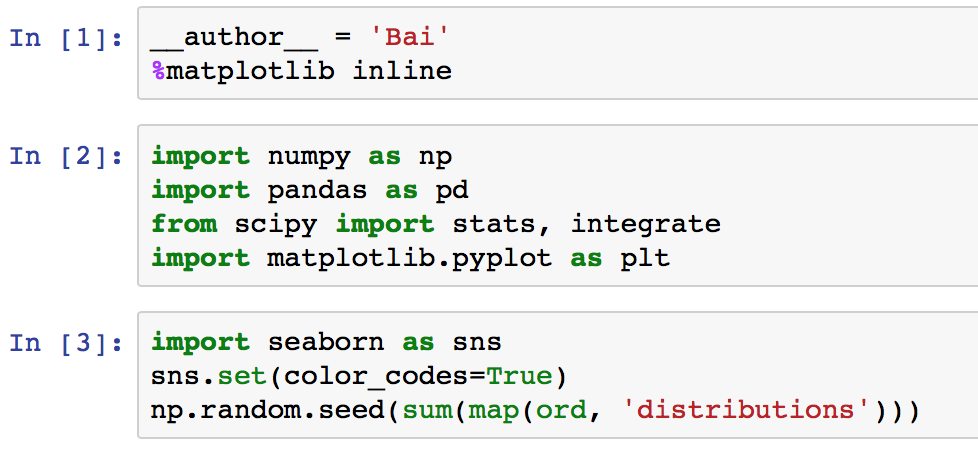 In [1]: __author__ = 'Bai'
%matplotlib inline
In [2]: import numpy as np
import pandas as pd
from scipy import stats, integrate
import matplotlib.pyplot as plt
In [3]: import seaborn as sns
sns.set(color_codes=True)
np.random.seed(sum(map(ord, 'distributions')))